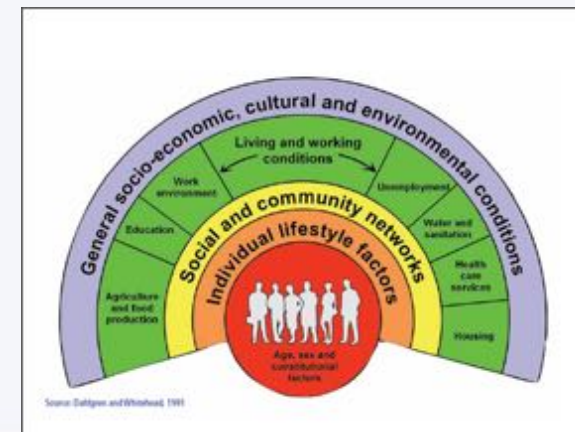 General socio-economic, cultural and environmental conditions
Living and working
conditions
Work
environment
Unemployment
Education
Water and
sanitation
Agriculture
and food
production
Health
care
services
Housing
Social and community networks
Individual lifestyle factors
Age, sex and
constitutional
factors
Source: Dahlgren and Whitehead, 1991